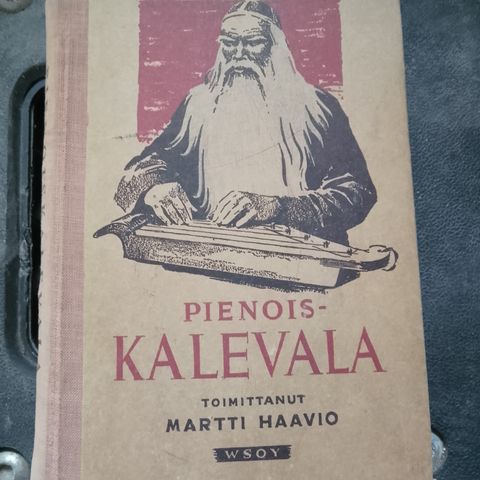 PIENOIS-
KALEVALA
TOIMITTANUT
MARTTI HAAVIO
WSOY